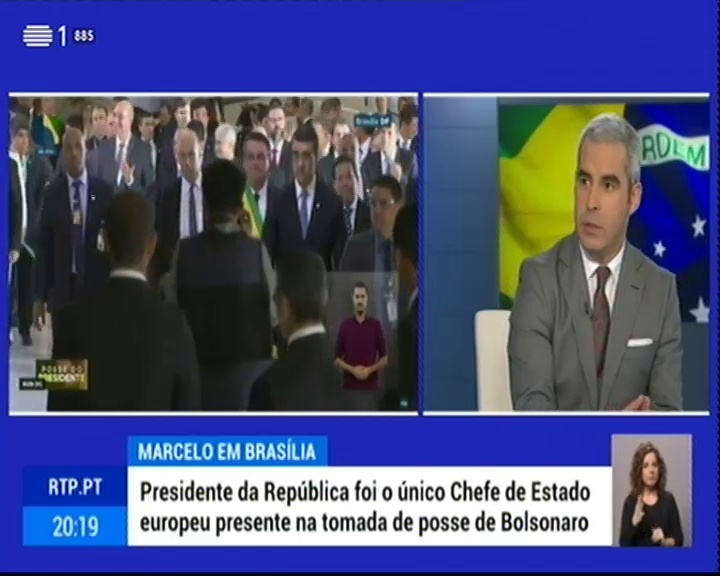 1 885
Brasília DF
RDEM
POSSE DO
PRESIDENTE
MARCELO EM BRASÍLIA
RTP.PT
Presidente da República foi o único Chefe de Estado
20:19
europeu presente na tomada de posse de Bolsonaro